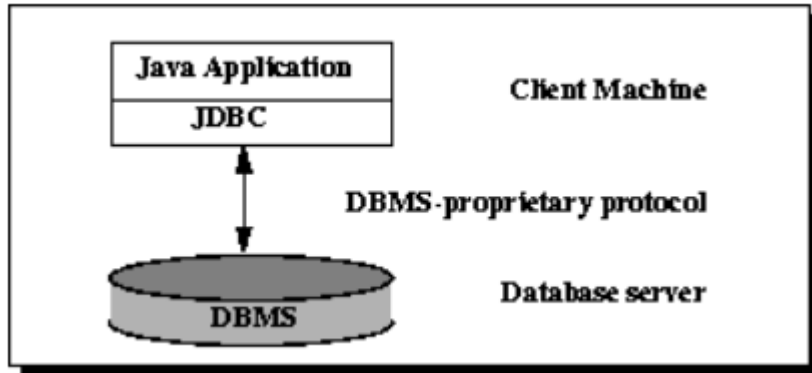 Java Application
Client Machine
JDBC
DBMS-proprietary protocol
Database server
DBMS